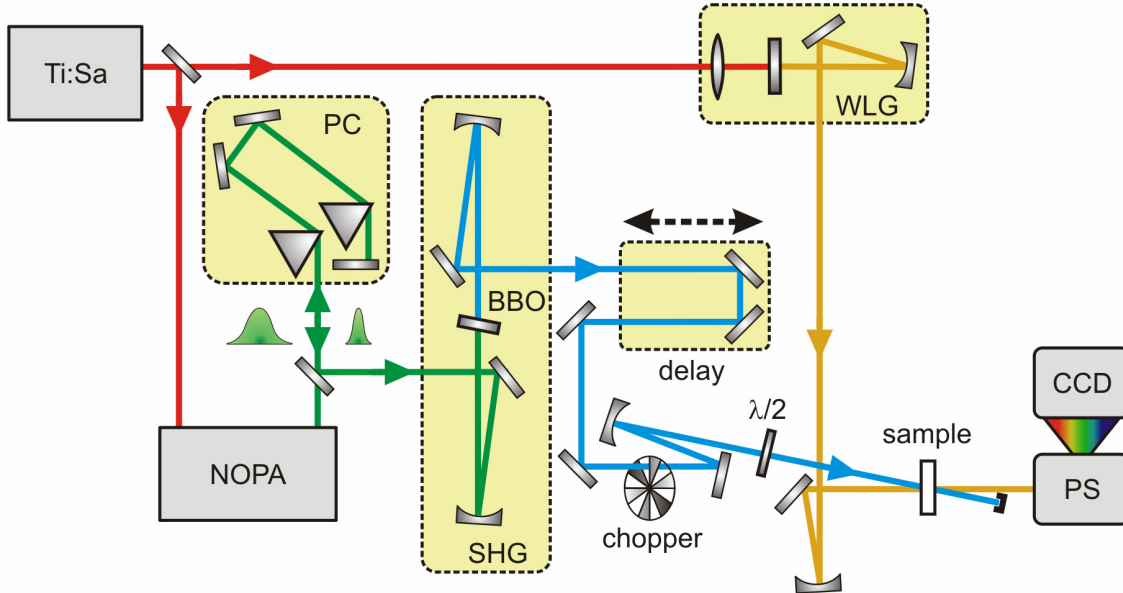 Ti:Sa
PC
WLG
BBO
delay
CCD
λ/2
sample
NOPA
PS
chopper
SHG